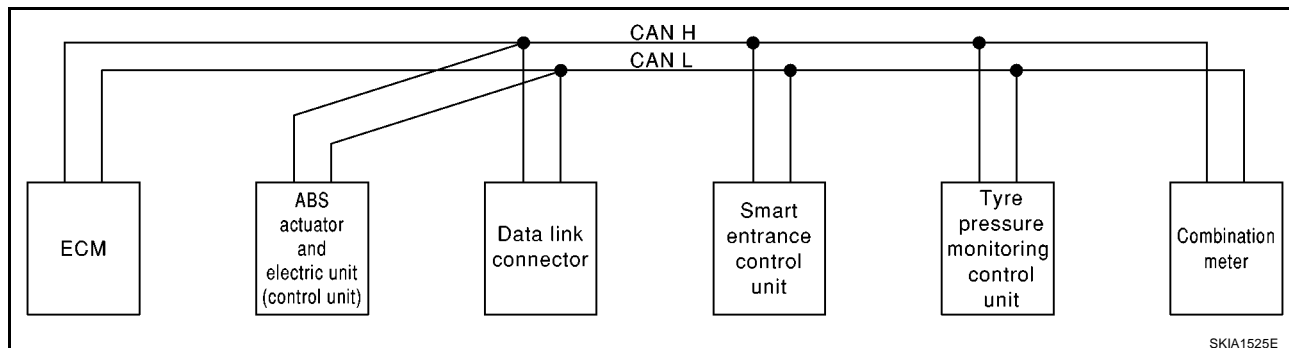 CAN H
CAN L
ECM
ABS
actuator
and
electric unit
(control unit)
Data link
connector
Smart
entrance
control
unit
Tyre
pressure
monitoring
control
unit
Combination
meter
SKIA1525E